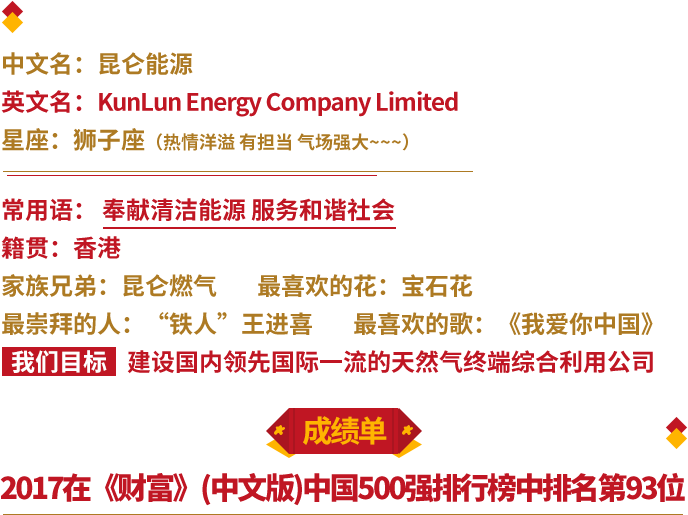 中文名：昆仑能源
英文名：KunLun Energy Company Limited
星座：狮子座（热情洋溢 有担当 气场强大~~~）
常用语： 奉献清洁能源 服务和谐社会
籍贯：香港
家族兄弟：昆仑燃气 最喜欢的花：宝石花
最崇拜的人：“铁人”王进喜 最喜欢的歌：《我爱你中国》
我们目标 建设国内领先国际一流的天然气终端综合利用公司
成绩单
2017在《财富》(中文版)中国500强排行榜中排名第93位